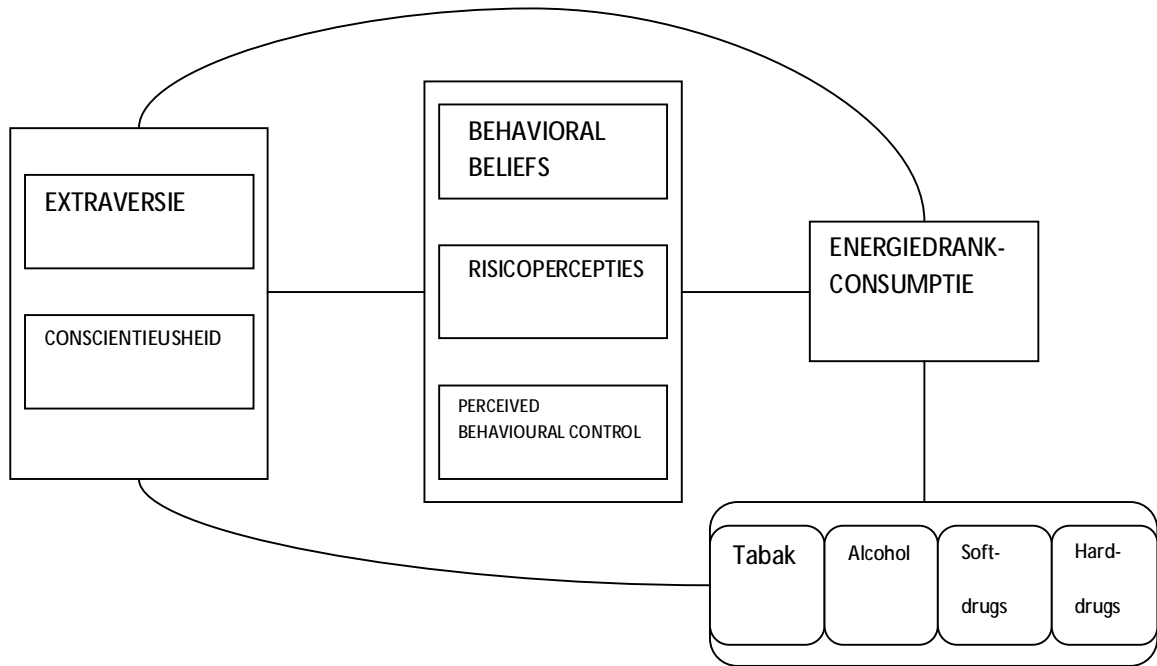 EXTRAVERSIE
CONSCIENTIEUSHEID
BEHAVIORAL
BELIEFS
RISICOPERCEPTIES
PERCEIVED
BEHAVIOURAL CONTROL
ENERGIEDRANK-
CONSUMPTIE
Tabak
Alcohol
Soft-
drugs
Hard-
drugs